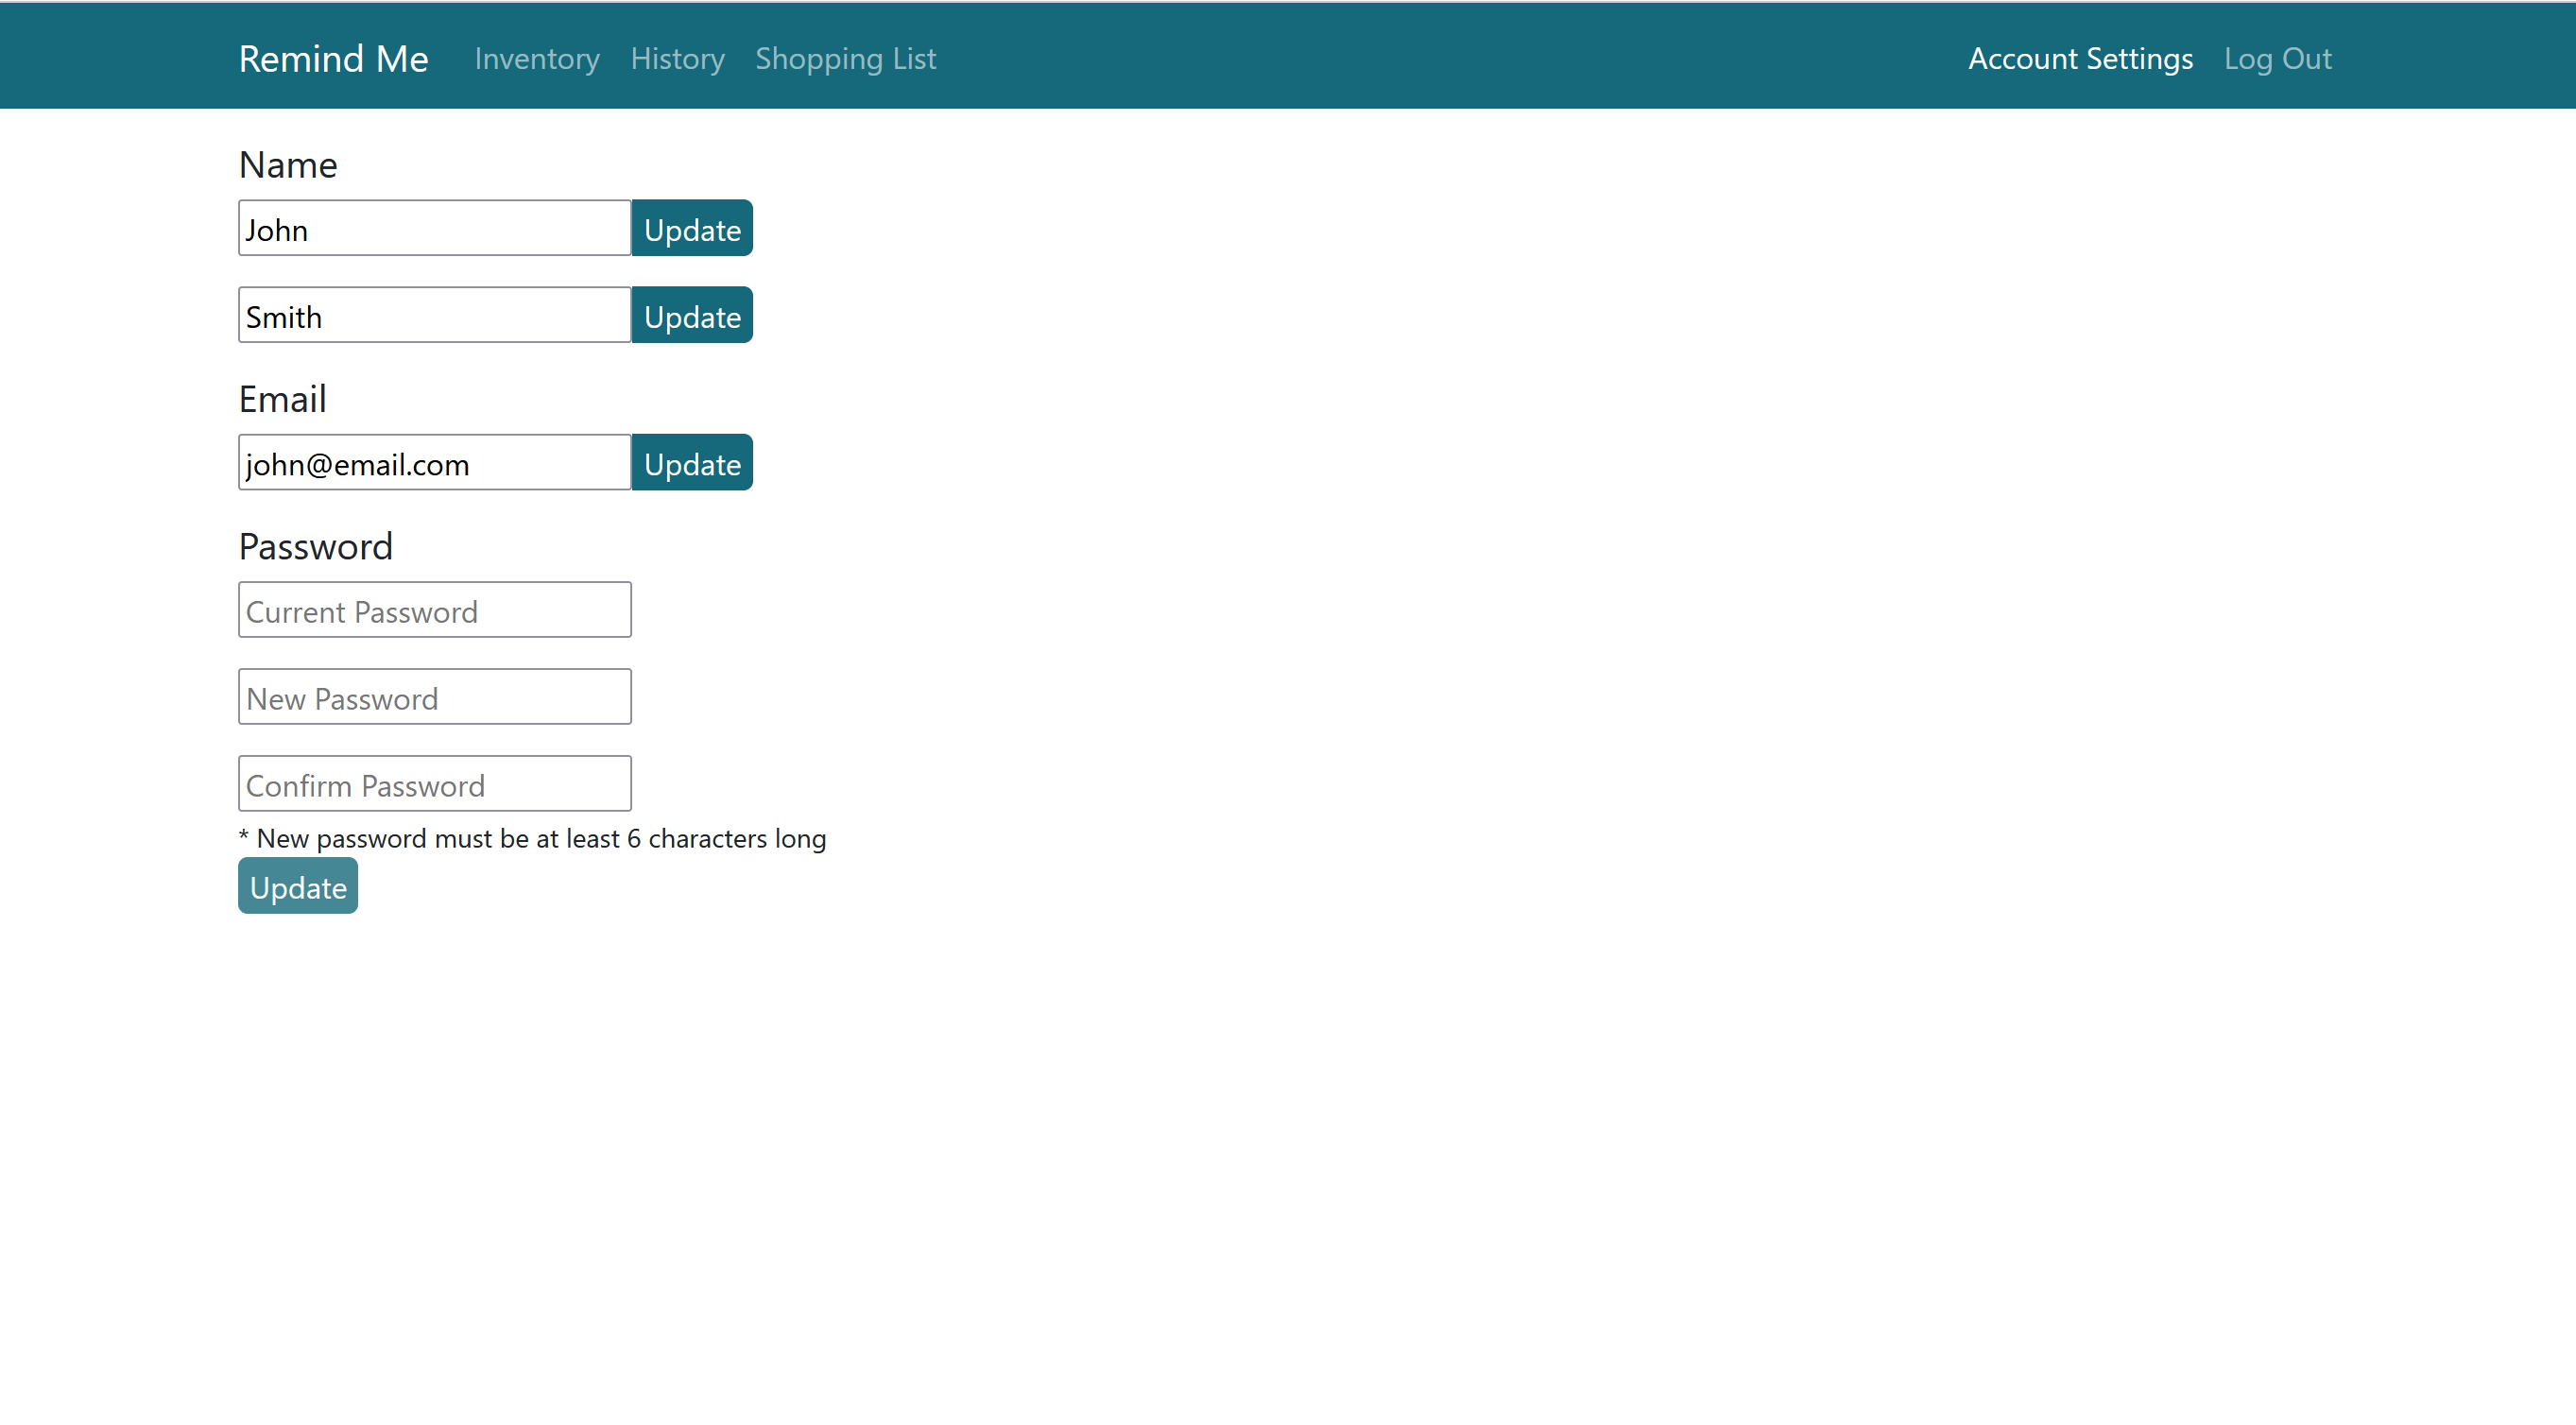 Remind Me Inventory History Shopping List Account Settings Log Out
Name
John Update
Smith Update
Email
john@email.com Update
Password
Current Password
New Password
Confirm Password
* New password must be at least 6 characters long
Update